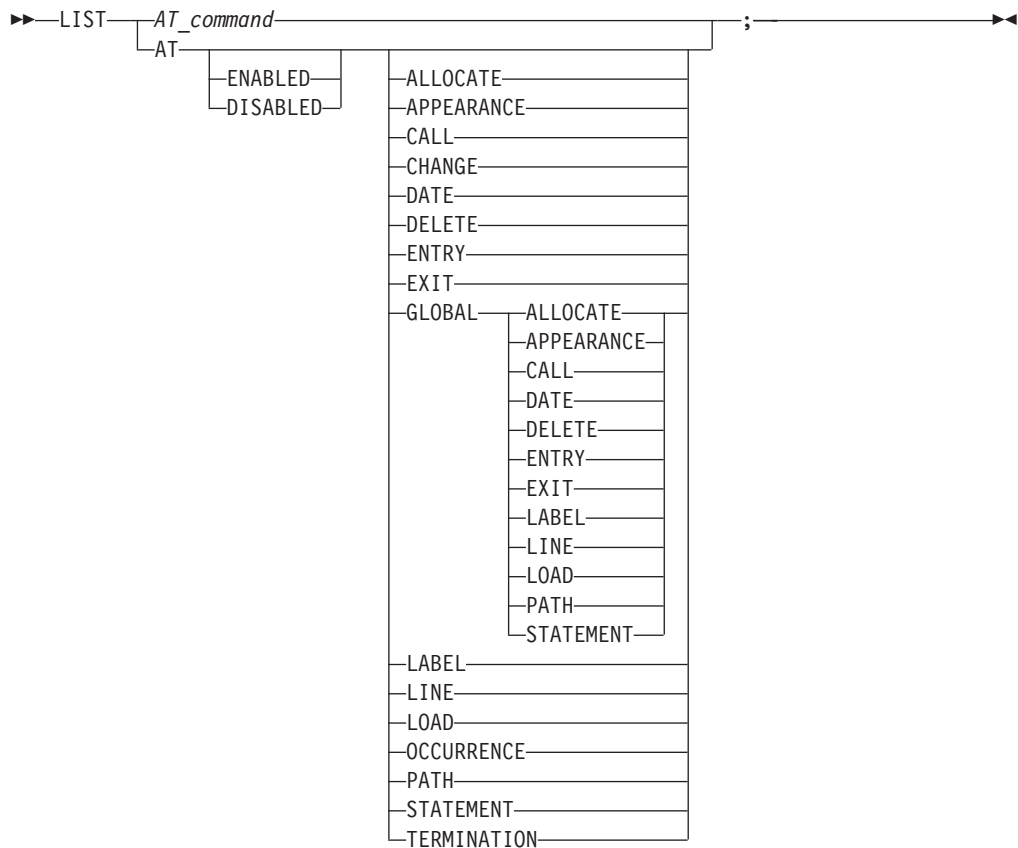 LIST AT_command ;
AT
ENABLED ALLOCATE
DISABLED APPEARANCE
CALL
CHANGE
DATE
DELETE
ENTRY
EXIT
GLOBAL ALLOCATE
APPEARANCE
CALL
DATE
DELETE
ENTRY
EXIT
LABEL
LINE
LOAD
PATH
STATEMENT
LABEL
LINE
LOAD
OCCURRENCE
PATH
STATEMENT
TERMINATION